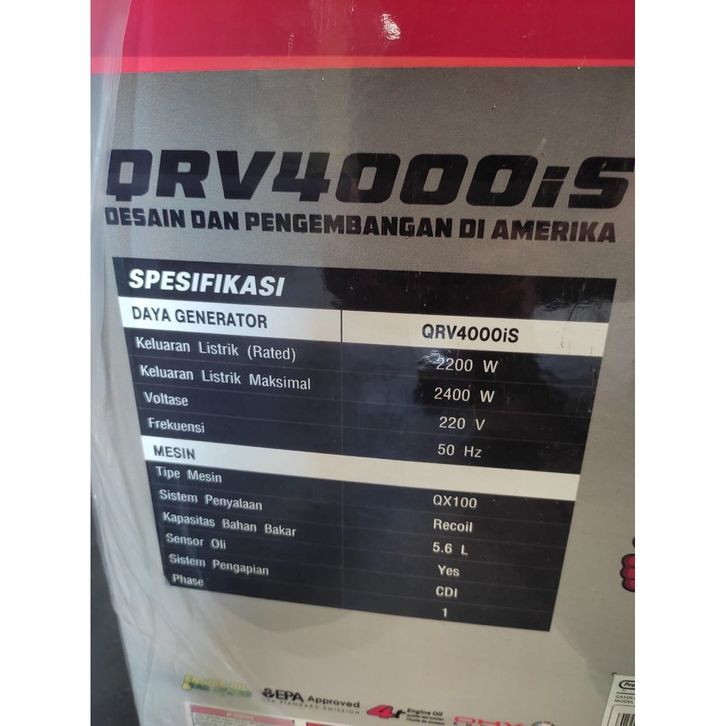 QRV4000iS
DESAIN DAN PENGEMBANGAN DI AMERIKA
SPESIFIKASI
DAYA GENERATOR QRV4000iS
Keluaran Listrik (Rated) 2200 W
Keluaran Listrik Maksimal 2400 W
Voltase 220 V
Frekuensi 50 Hz
MESIN
Tipe Mesin QX100
Sistem Penyalaan Recoil
Kapasitas Bahan Bakar 5.6 L
Sensor Oli Yes
Sistem Pengapian CDI
Phase 1
EPA Approved
4t Engine Oil